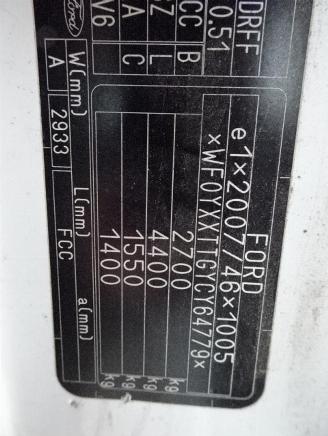 DRFF FORD
0.51 e1×2007/46×1005
×WF0YXXTTGYCY64779×
CC B 2700 kg
Z L 4400 kg
A C 1550 kg
V6 1400 kg
Ford W(mm) L(mm) a(mm)
A 2933 FCC